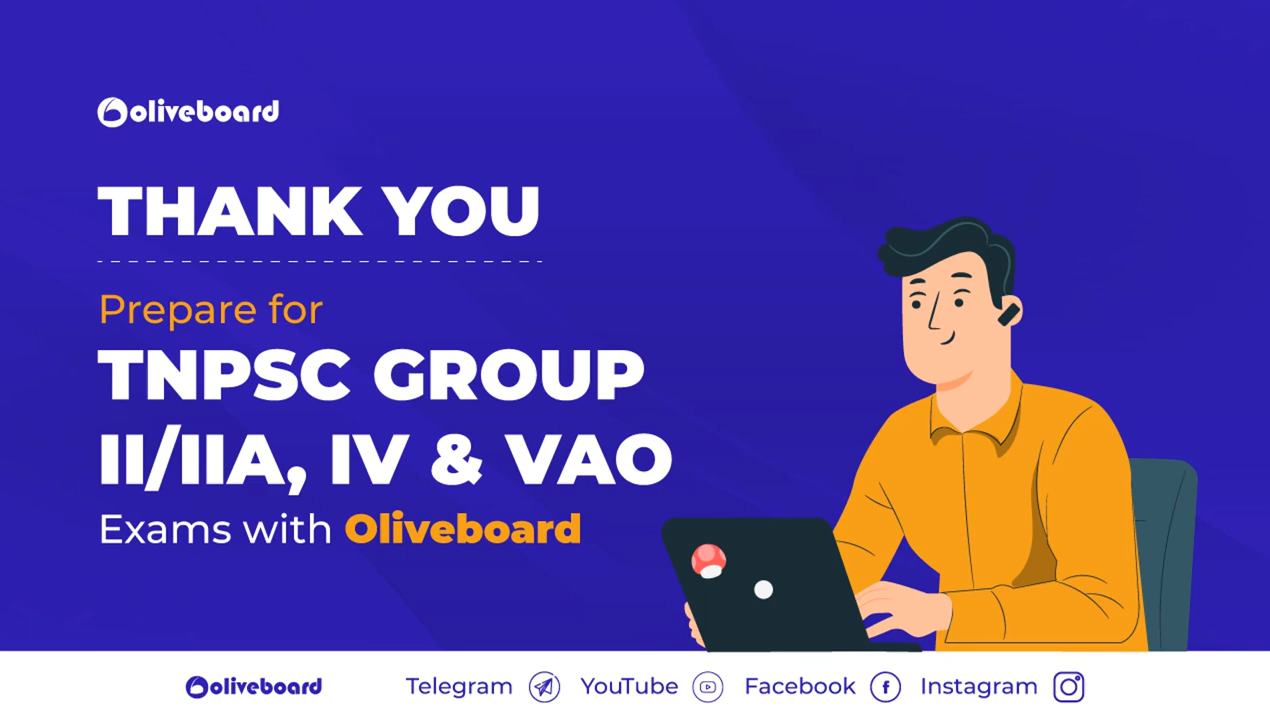 oliveboard
THANK YOU
Prepare for
TNPSC GROUP
II/IIA, IV & VAO
Exams with Oliveboard
oliveboard Telegram YouTube Facebook Instagram